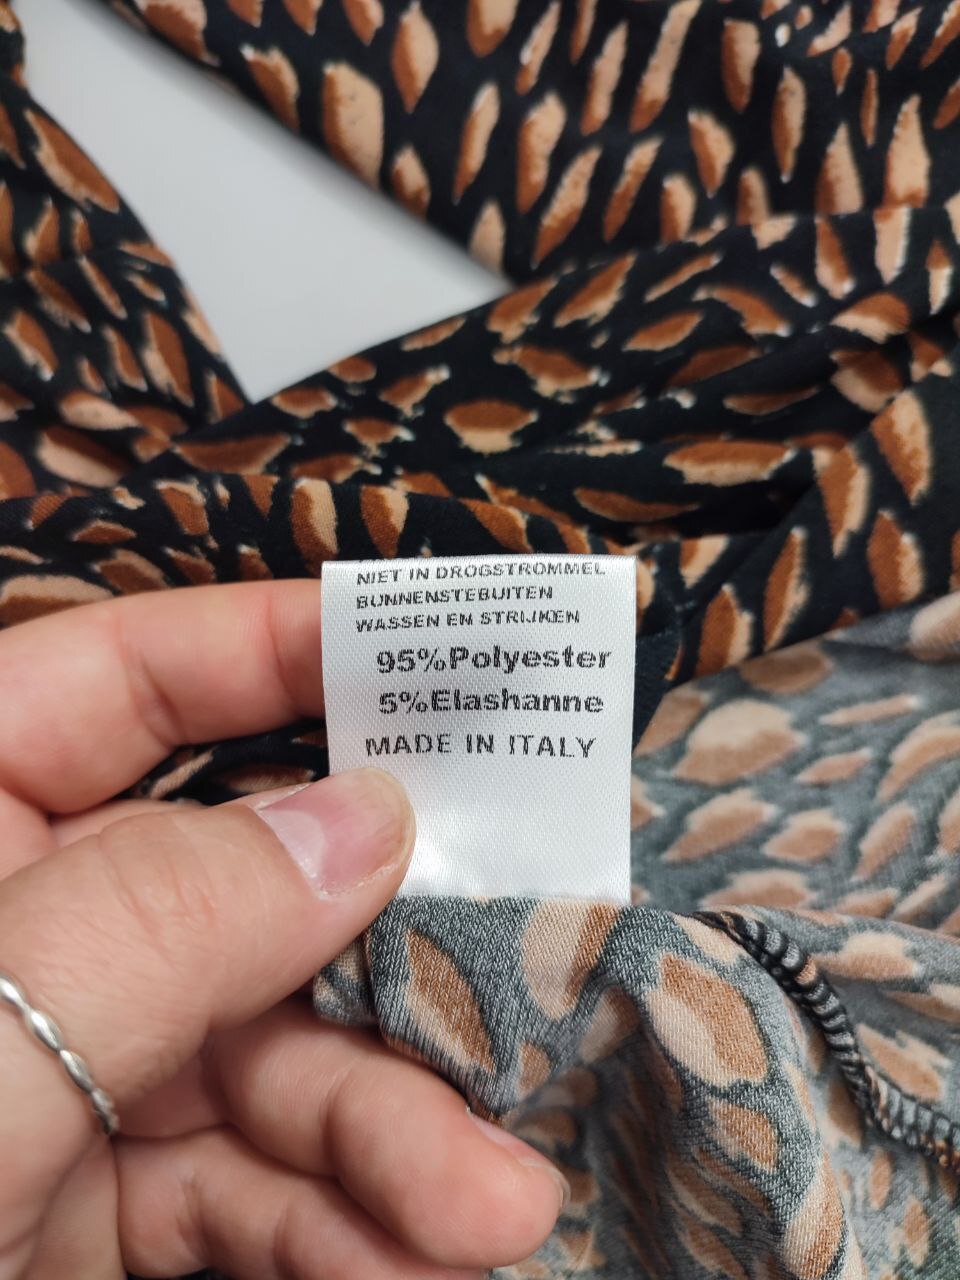 NIET IN DROGSTROMMEL
BUNNENSTEBUITEN
WASSEN EN STRIJKEN
95%Polyester
5%Elashanne
MADE IN ITALY